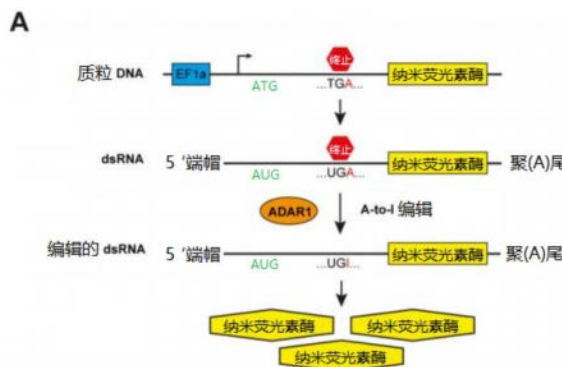 A
终止
质粒 DNA EF1a ATG ...TGA... 纳米荧光素酶
终止
dsRNA 5 '端帽 AUG ...UGA... 纳米荧光素酶 聚(A)尾
ADAR1 A-to-I 编辑
编辑的 dsRNA 5 '端帽 AUG ...UGI... 纳米荧光素酶 聚(A)尾
纳米荧光素酶 纳米荧光素酶
纳米荧光素酶